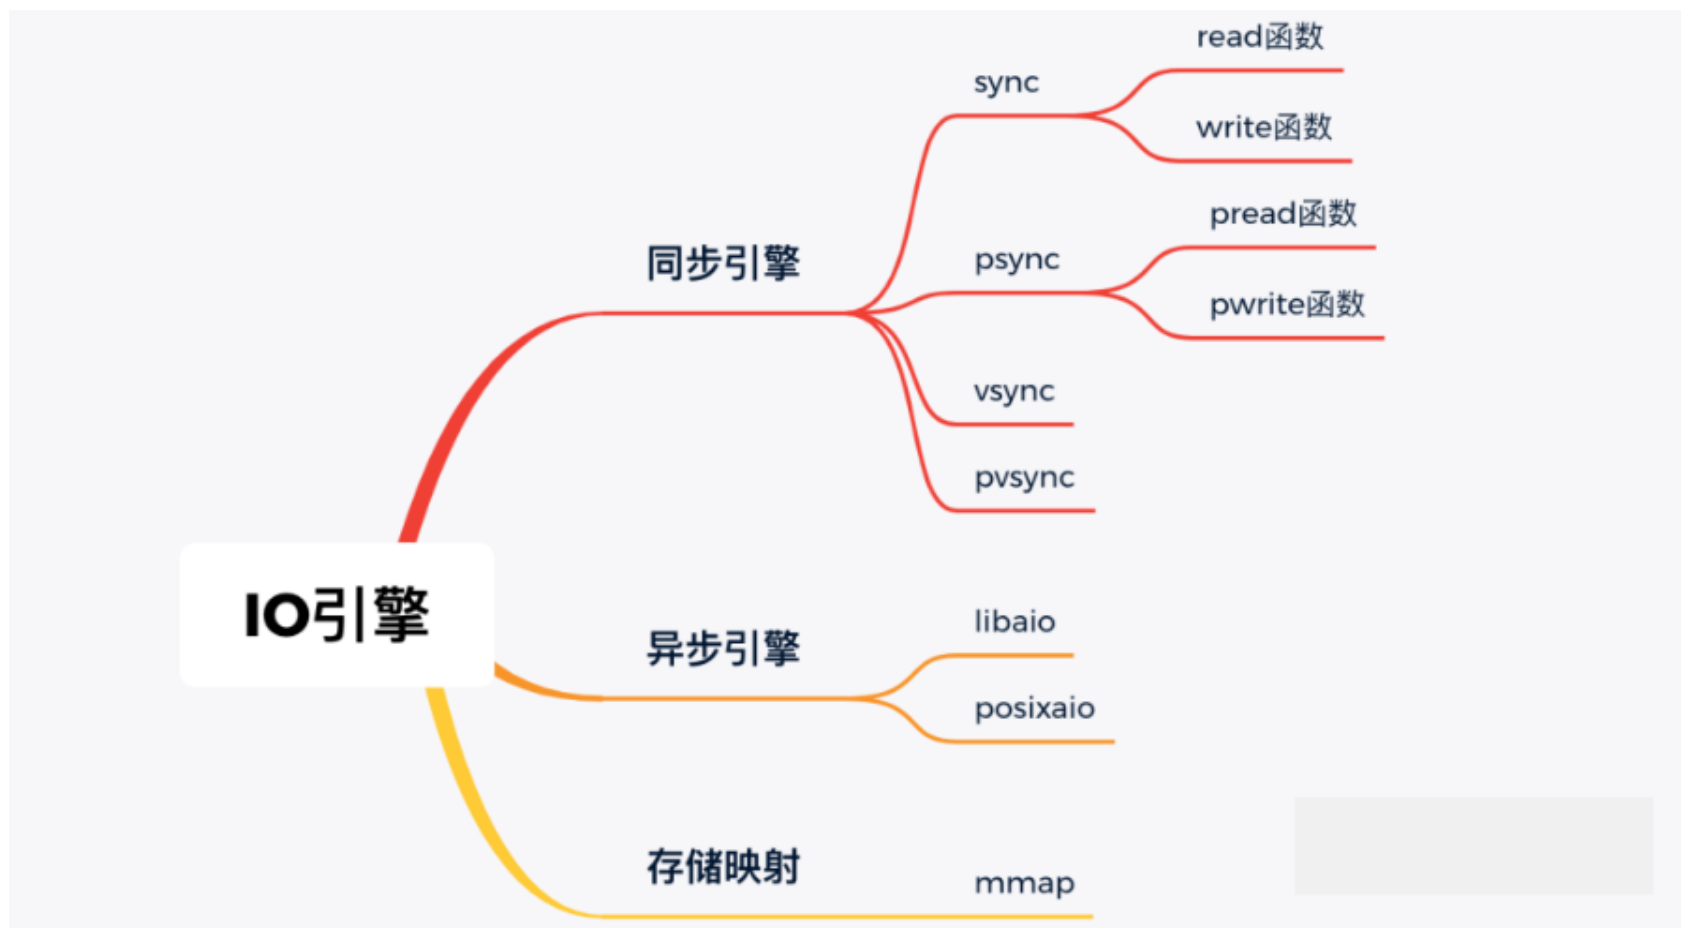 IO引擎
同步引擎
sync
read函数
write函数
psync
pread函数
pwrite函数
vsync
pvsync
异步引擎
libaio
posixaio
存储映射
mmap